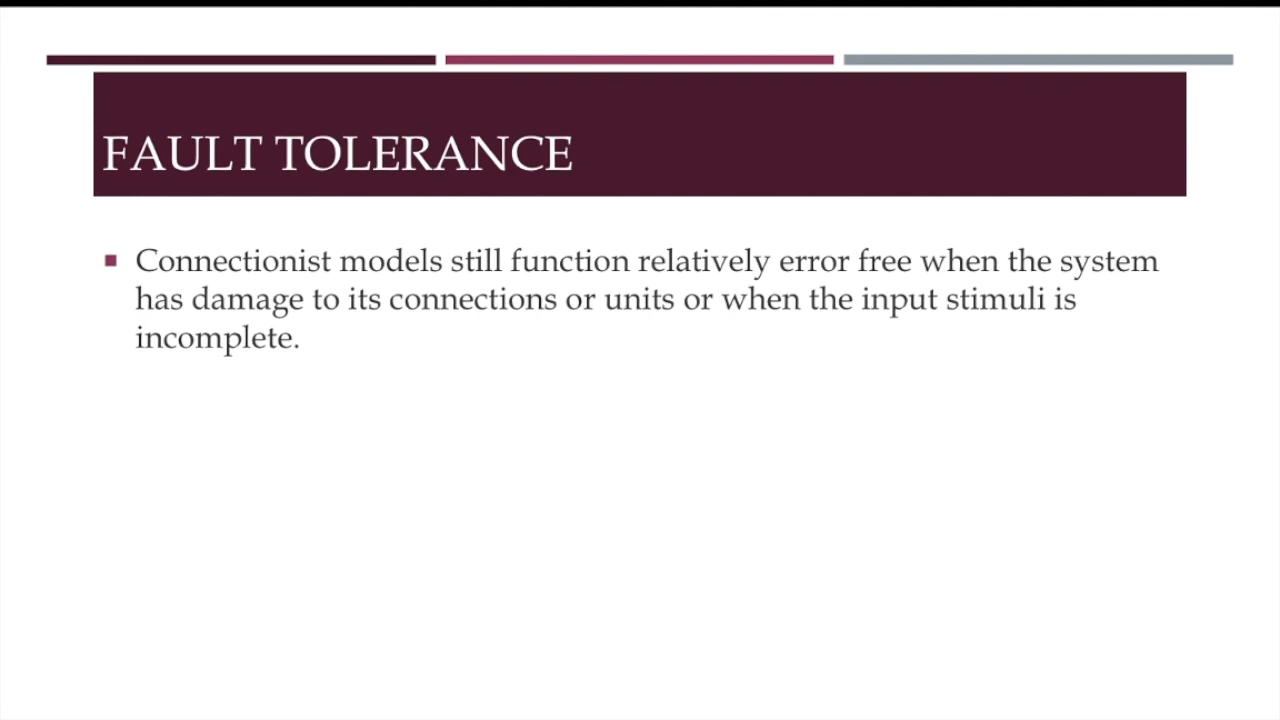 FAULT TOLERANCE
Connectionist models still function relatively error free when the system
has damage to its connections or units or when the input stimuli is
incomplete.